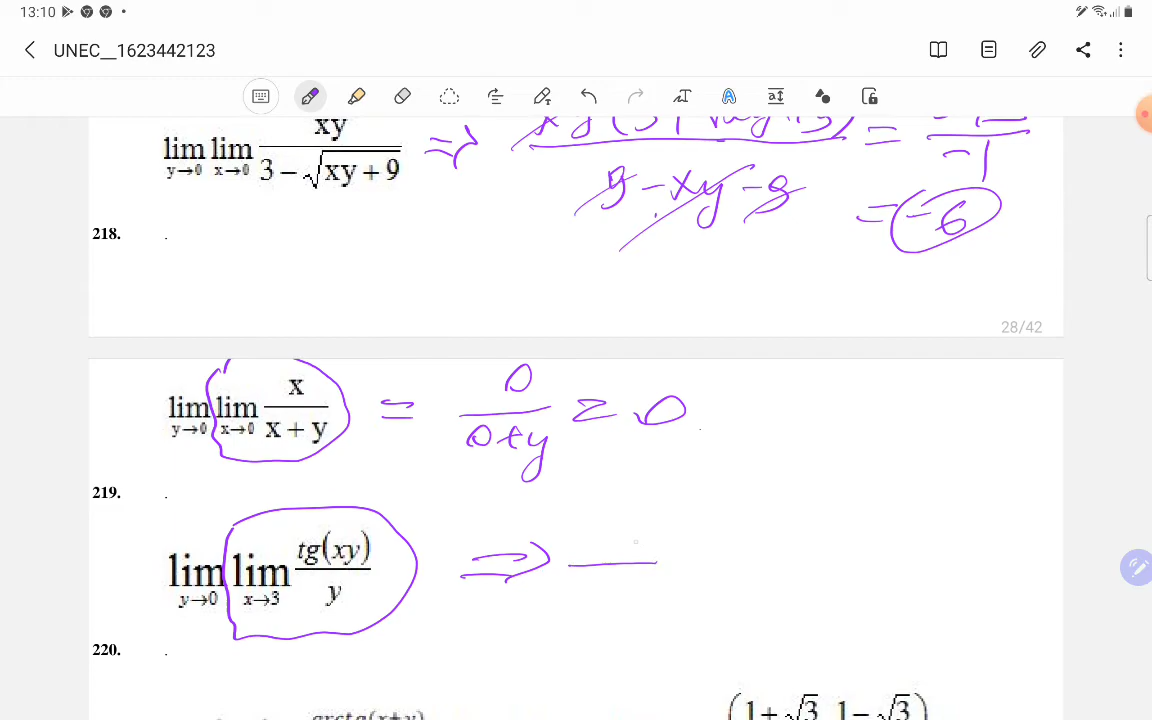 13:10
UNEC__1623442123
lim lim xy / 3 − √xy + 9 ⇒ 9 − xy − 9 = −1
y→0 x→0
= −6
218. .
28/42
lim lim x / x + y = 0 / 0+y = 0
y→0 x→0
219. .
lim lim tg(xy) / y ⇒
y→0 x→3
220. .